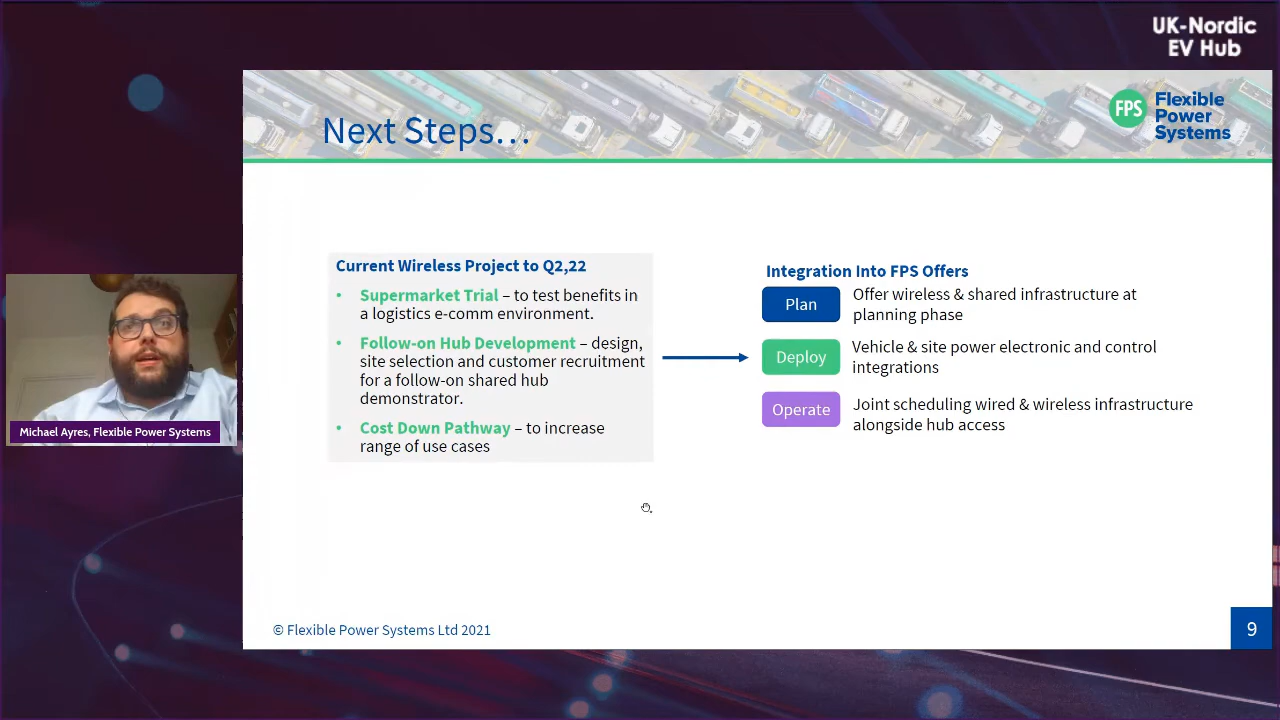 UK-Nordic
EV Hub
Next Steps...
FPS
Flexible
Power
Systems
Current Wireless Project to Q2,22
• Supermarket Trial – to test benefits in
a logistics e-comm environment.
• Follow-on Hub Development – design,
site selection and customer recruitment
for a follow-on shared hub
demonstrator.
• Cost Down Pathway – to increase
range of use cases
Integration Into FPS Offers
Plan
Offer wireless & shared infrastructure at
planning phase
Deploy
Vehicle & site power electronic and control
integrations
Operate
Joint scheduling wired & wireless infrastructure
alongside hub access
Michael Ayres, Flexible Power Systems
© Flexible Power Systems Ltd 2021
9